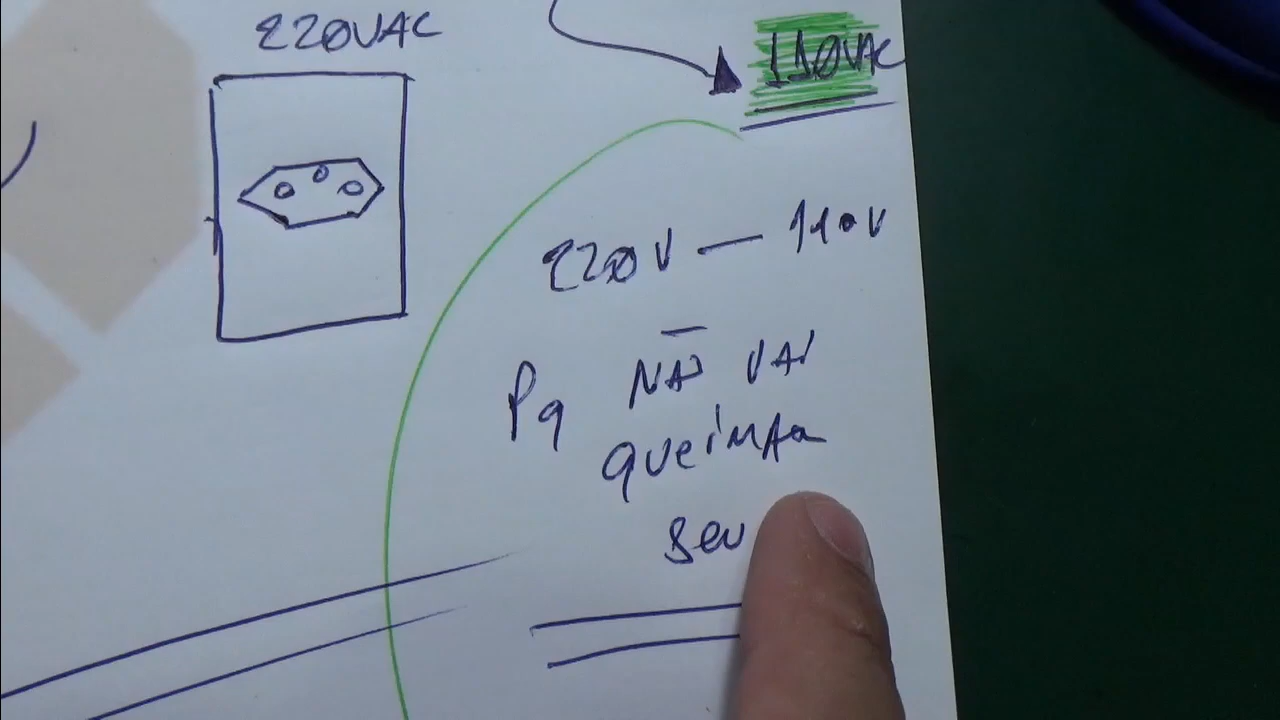 220VAC
110VAC
220V — 110V
Pq NÃO VAI
QUEIMAR
SEU